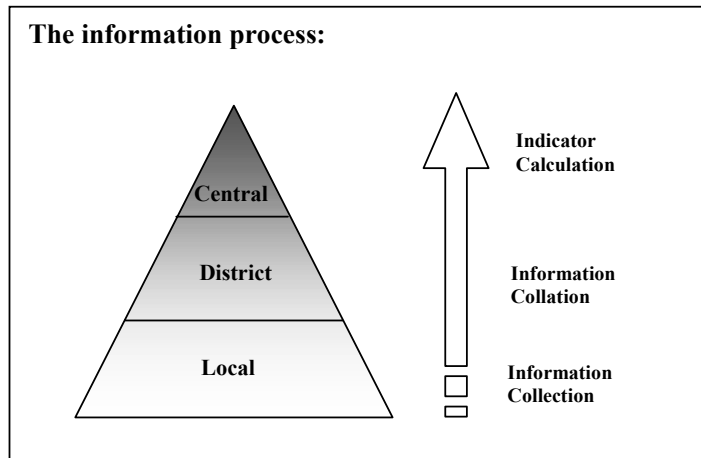 The information process:
Central
District
Local
Indicator
Calculation
Information
Collation
Information
Collection